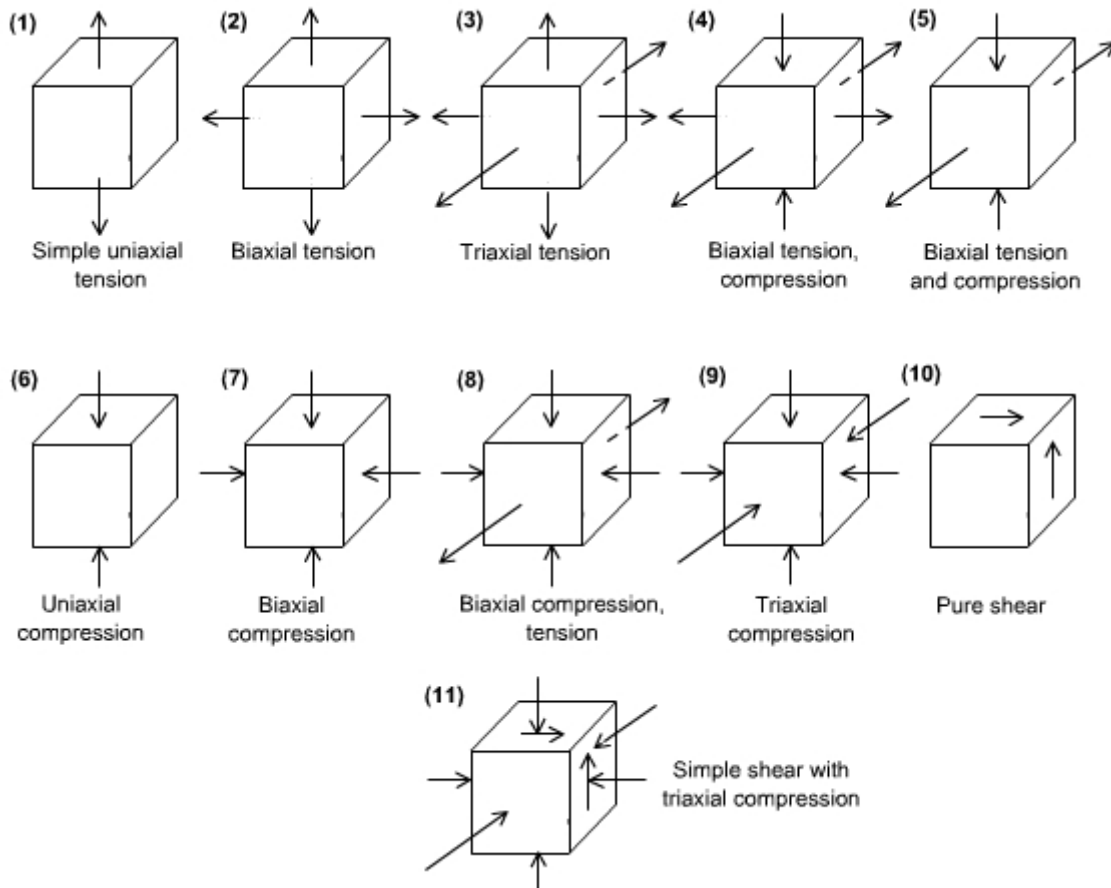 (1)
(2)
(3)
(4)
(5)
Simple uniaxial
tension
Biaxial tension
Triaxial tension
Biaxial tension,
compression
Biaxial tension
and compression
(6)
(7)
(8)
(9)
(10)
Uniaxial
compression
Biaxial
compression
Biaxial compression,
tension
Triaxial
compression
Pure shear
(11)
Simple shear with
triaxial compression